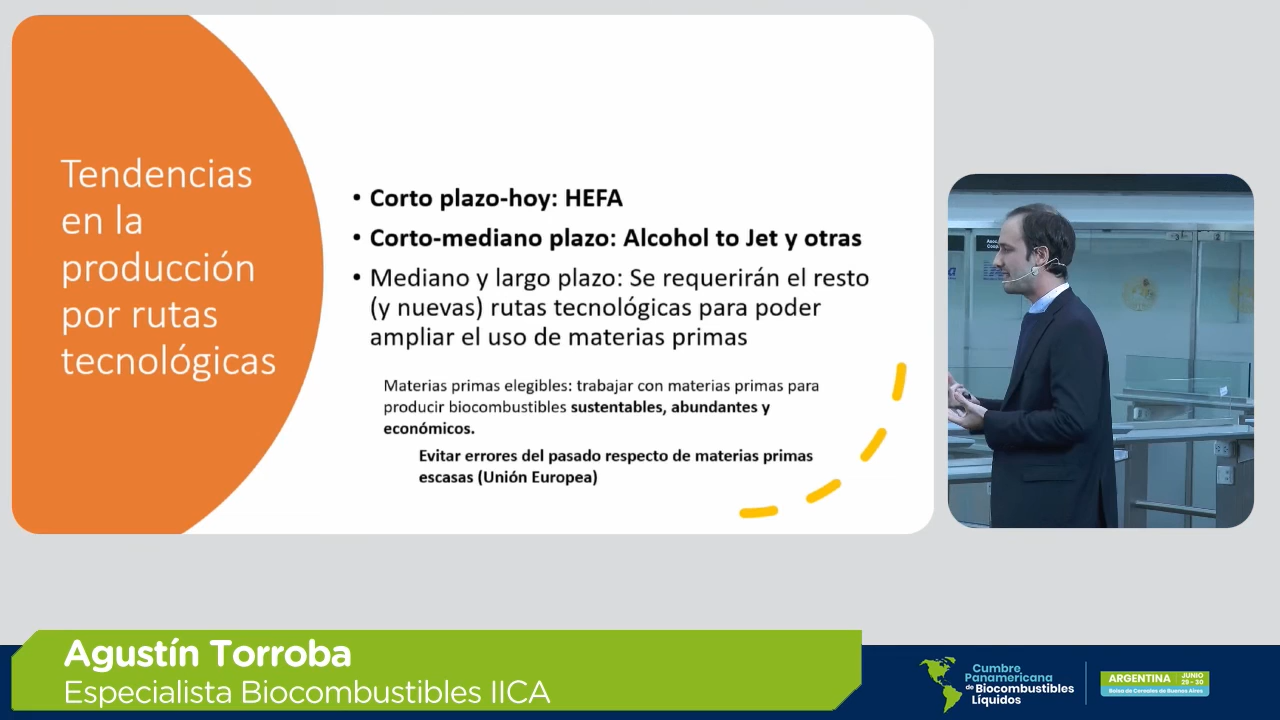 Tendencias
en la
producción
por rutas
tecnológicas
• Corto plazo-hoy: HEFA
• Corto-mediano plazo: Alcohol to Jet y otras
• Mediano y largo plazo: Se requerirán el resto
(y nuevas) rutas tecnológicas para poder
ampliar el uso de materias primas
Materias primas elegibles: trabajar con materias primas para
producir biocombustibles sustentables, abundantes y
económicos.
Evitar errores del pasado respecto de materias primas
escasas (Unión Europea)
Agustín Torroba
Especialista Biocombustibles IICA
Cumbre
Panamericana
de Biocombustibles
Líquidos
ARGENTINA
JUNIO
29 - 30
Bolsa de Cereales de Buenos Aires